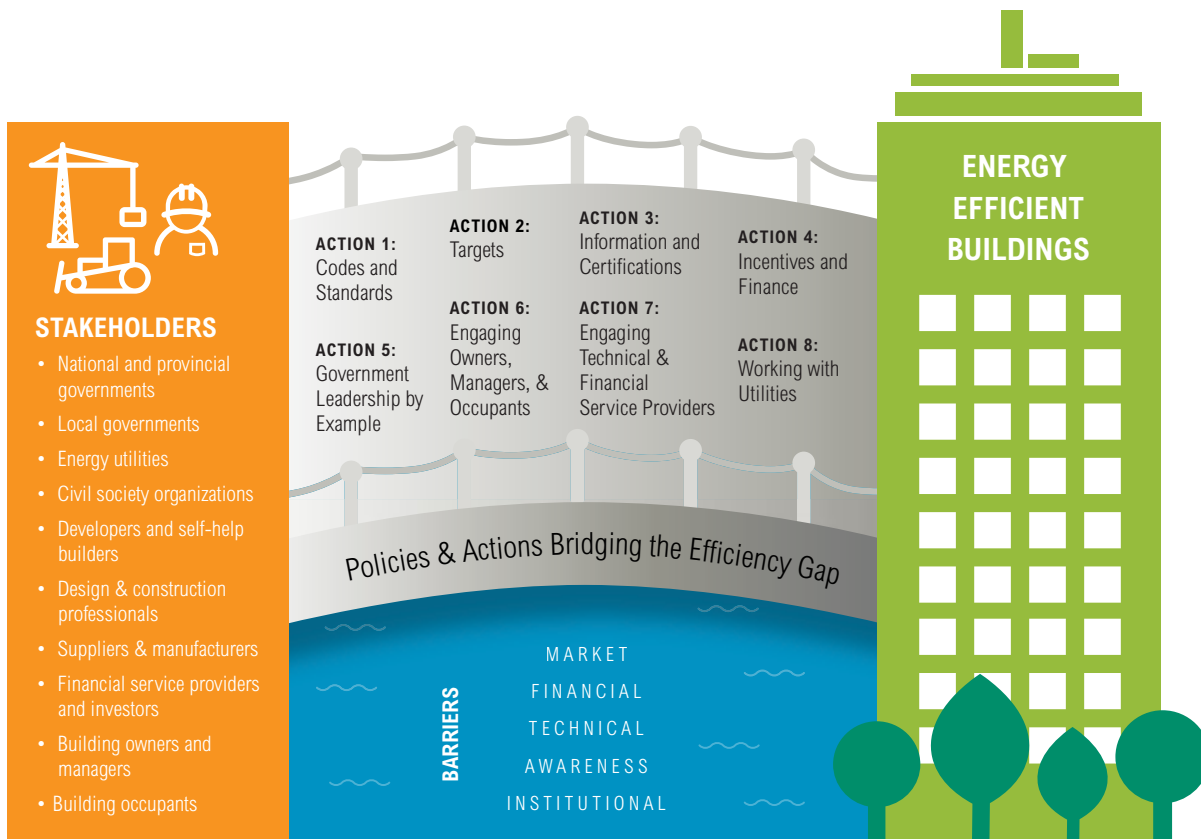 STAKEHOLDERS
• National and provincial
governments
• Local governments
• Energy utilities
• Civil society organizations
• Developers and self-help
builders
• Design & construction
professionals
• Suppliers & manufacturers
• Financial service providers
and investors
• Building owners and
managers
• Building occupants
ACTION 1:
Codes and
Standards
ACTION 2:
Targets
ACTION 3:
Information and
Certifications
ACTION 4:
Incentives and
Finance
ACTION 5:
Government
Leadership by
Example
ACTION 6:
Engaging
Owners,
Managers, &
Occupants
ACTION 7:
Engaging
Technical &
Financial
Service Providers
ACTION 8:
Working with
Utilities
Policies & Actions Bridging the Efficiency Gap
BARRIERS
MARKET
FINANCIAL
TECHNICAL
AWARENESS
INSTITUTIONAL
ENERGY
EFFICIENT
BUILDINGS